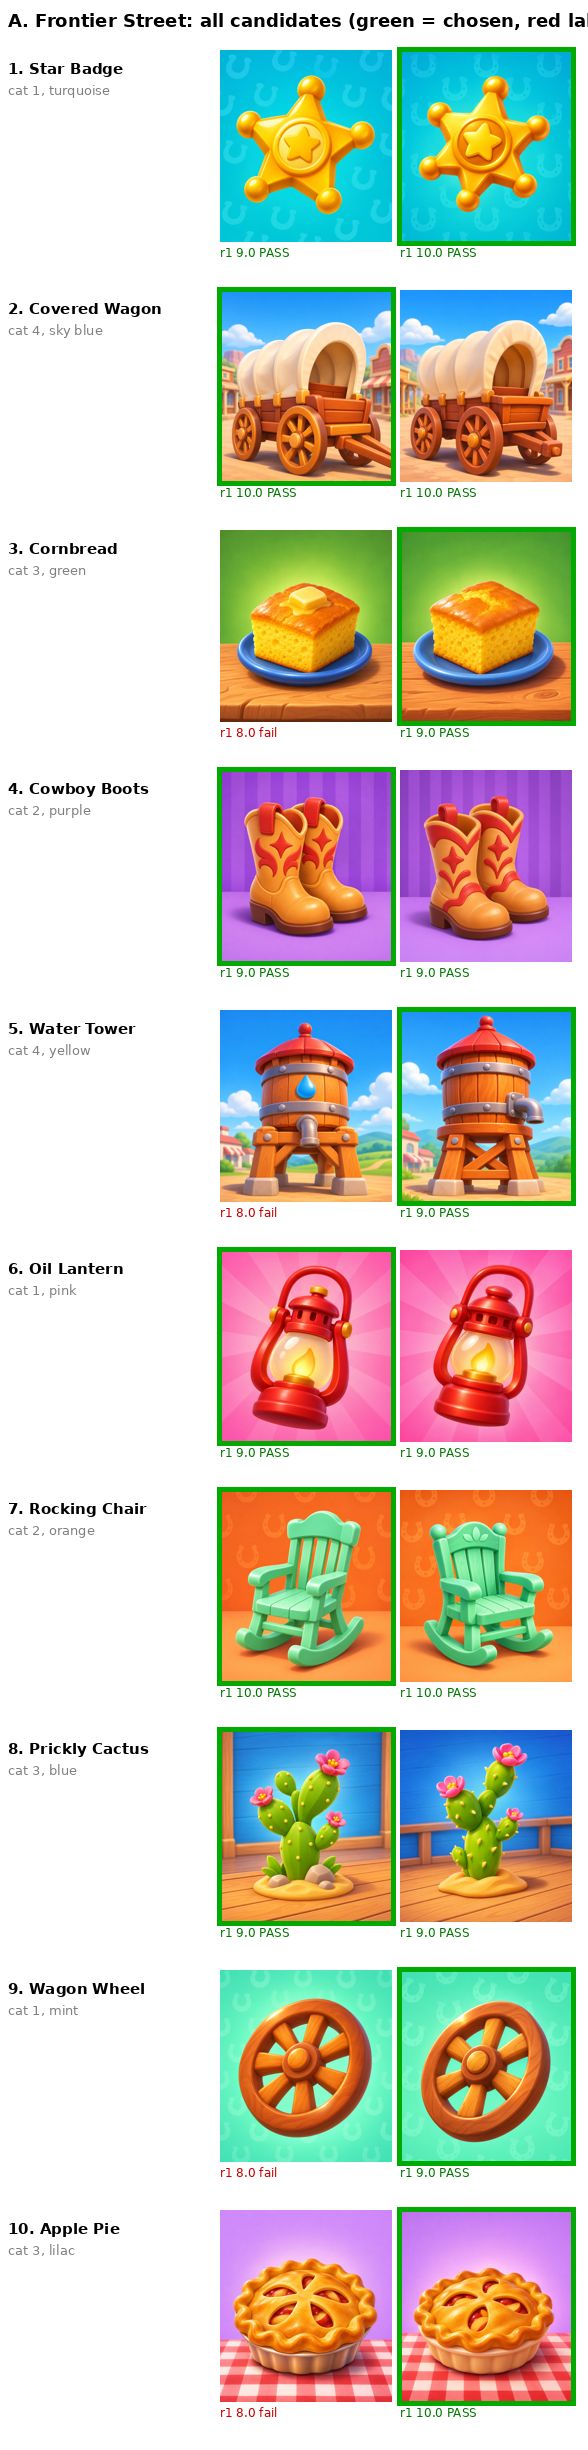 A. Frontier Street: all candidates (green = chosen, red la
1. Star Badge
cat 1, turquoise
r1 9.0 PASS
r1 10.0 PASS
2. Covered Wagon
cat 4, sky blue
r1 10.0 PASS
r1 10.0 PASS
3. Cornbread
cat 3, green
r1 8.0 fail
r1 9.0 PASS
4. Cowboy Boots
cat 2, purple
r1 9.0 PASS
r1 9.0 PASS
5. Water Tower
cat 4, yellow
r1 8.0 fail
r1 9.0 PASS
6. Oil Lantern
cat 1, pink
r1 9.0 PASS
r1 9.0 PASS
7. Rocking Chair
cat 2, orange
r1 10.0 PASS
r1 10.0 PASS
8. Prickly Cactus
cat 3, blue
r1 9.0 PASS
r1 9.0 PASS
9. Wagon Wheel
cat 1, mint
r1 8.0 fail
r1 9.0 PASS
10. Apple Pie
cat 3, lilac
r1 8.0 fail
r1 10.0 PASS